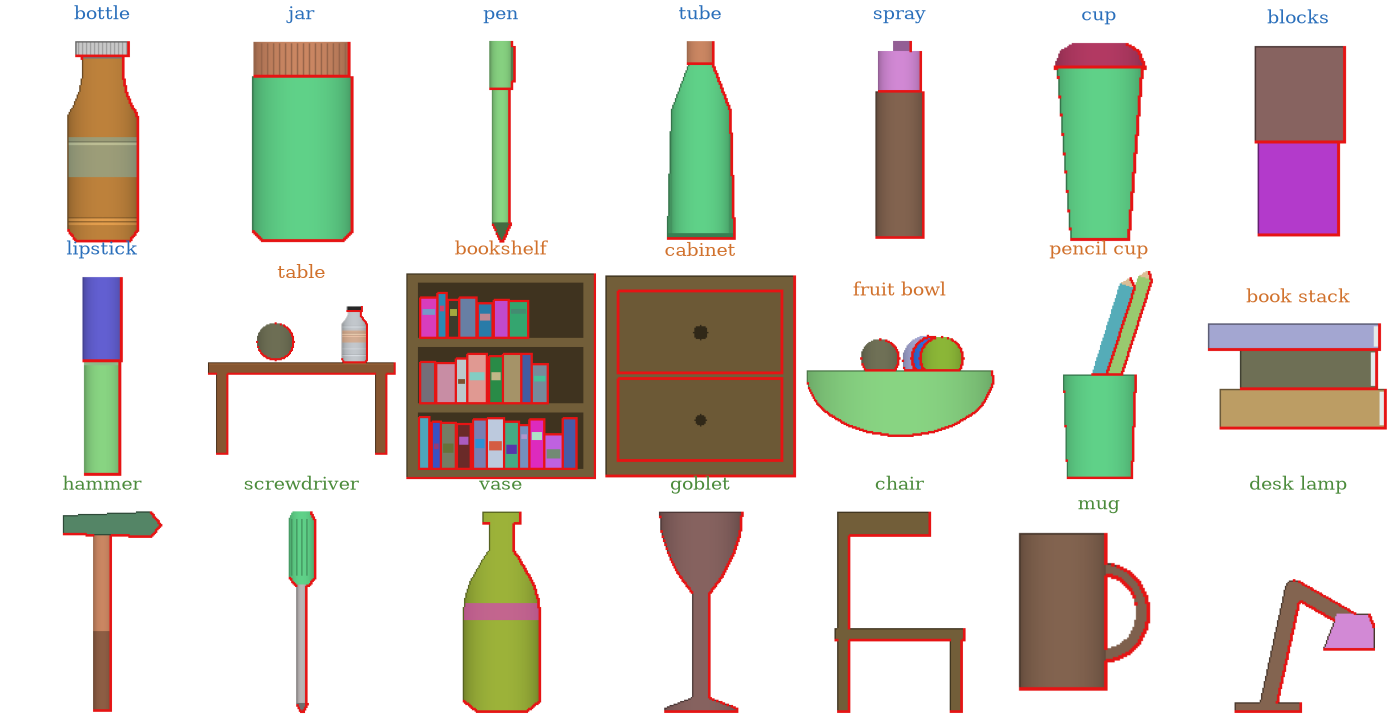 bottle
jar
pen
tube
spray
cup
blocks
lipstick
table
bookshelf
cabinet
fruit bowl
pencil cup
book stack
hammer
screwdriver
vase
goblet
chair
mug
desk lamp